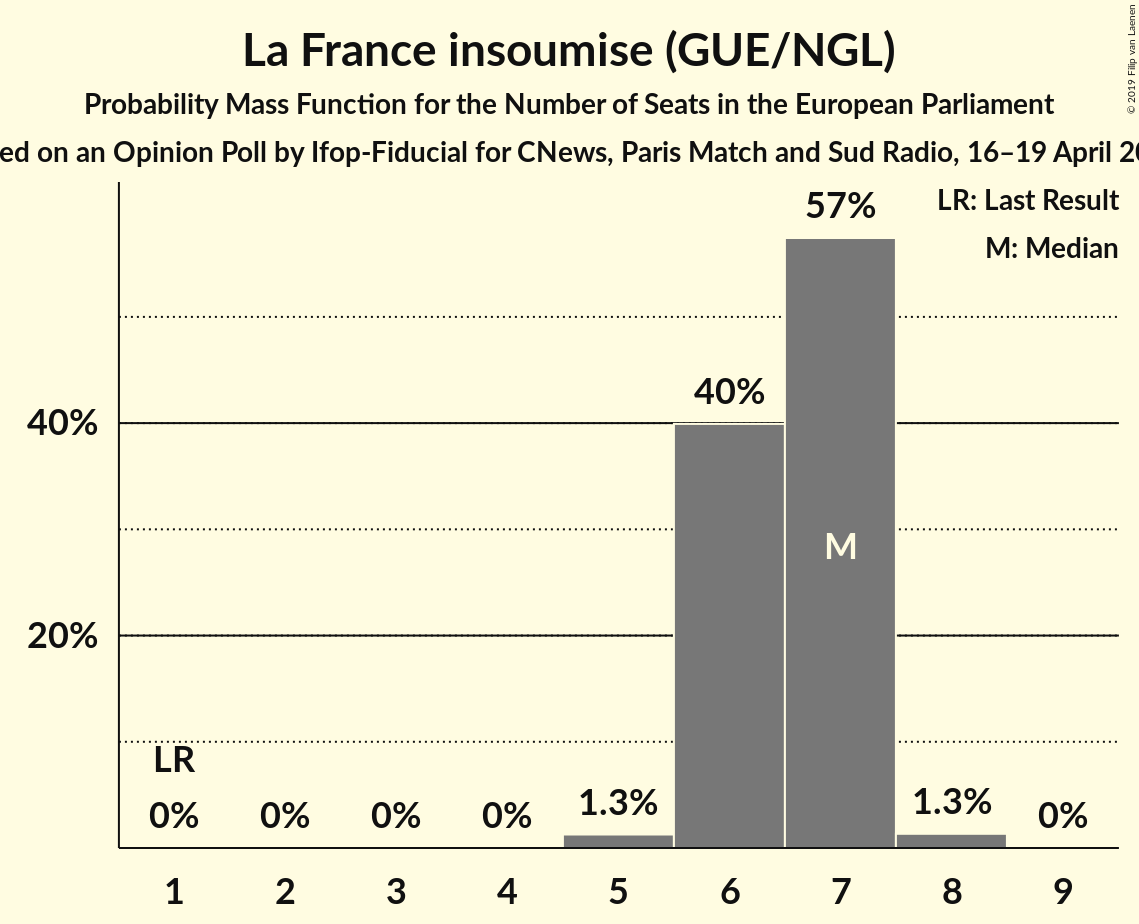 La France insoumise (GUE/NGL)
Probability Mass Function for the Number of Seats in the European Parliament
on an Opinion Poll by Ifop-Fiducial for CNews, Paris Match and Sud Radio, 16–19 April
© 2019 Filip van Laenen
LR: Last Result
M: Median
57%
40%
40%
M
20%
LR
0% 0% 0% 0% 1.3% 1.3% 0%
1 2 3 4 5 6 7 8 9